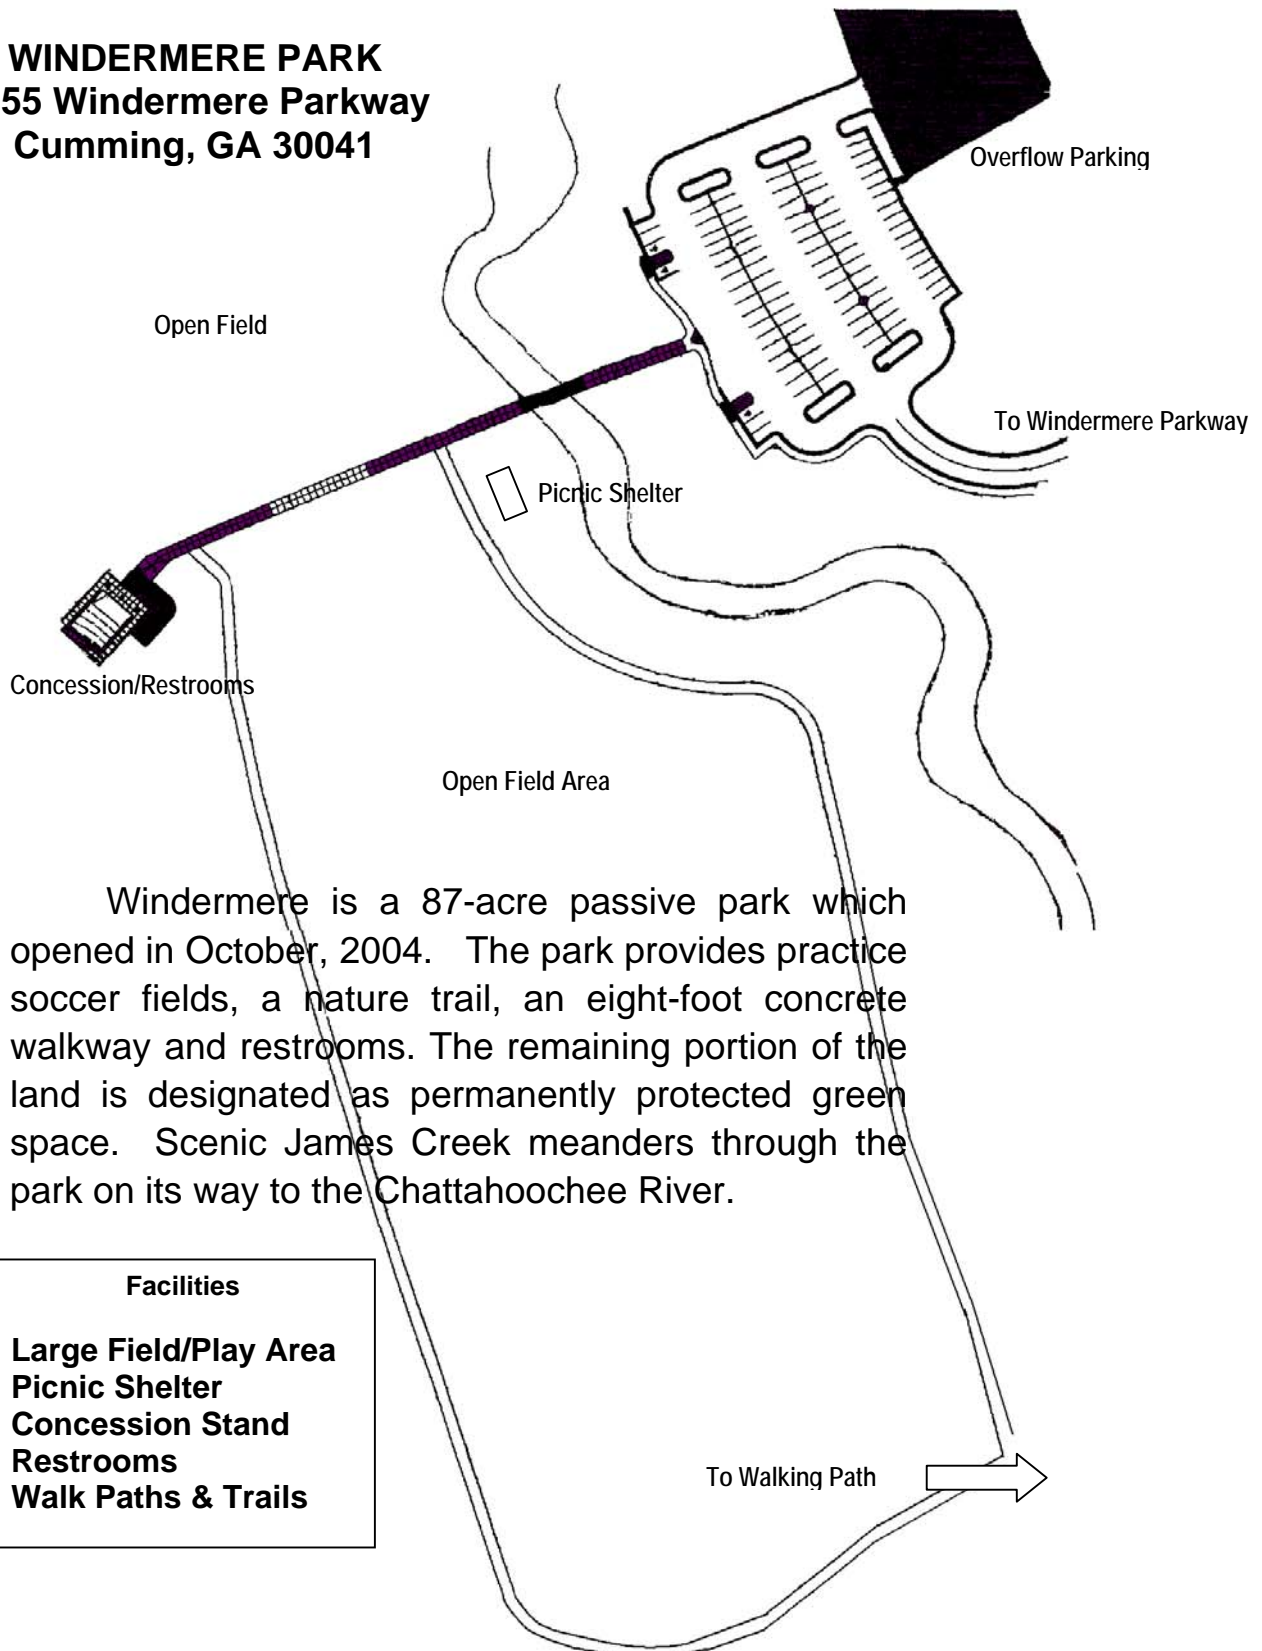 WINDERMERE PARK
55 Windermere Parkway
Cumming, GA 30041
Overflow Parking
Open Field
To Windermere Parkway
Picnic Shelter
Concession/Restrooms
Open Field Area
Windermere is a 87-acre passive park which
opened in October, 2004. The park provides practice
soccer fields, a nature trail, an eight-foot concrete
walkway and restrooms. The remaining portion of the
land is designated as permanently protected green
space. Scenic James Creek meanders through the
park on its way to the Chattahoochee River.
Facilities
Large Field/Play Area
Picnic Shelter
Concession Stand
Restrooms
Walk Paths & Trails
To Walking Path